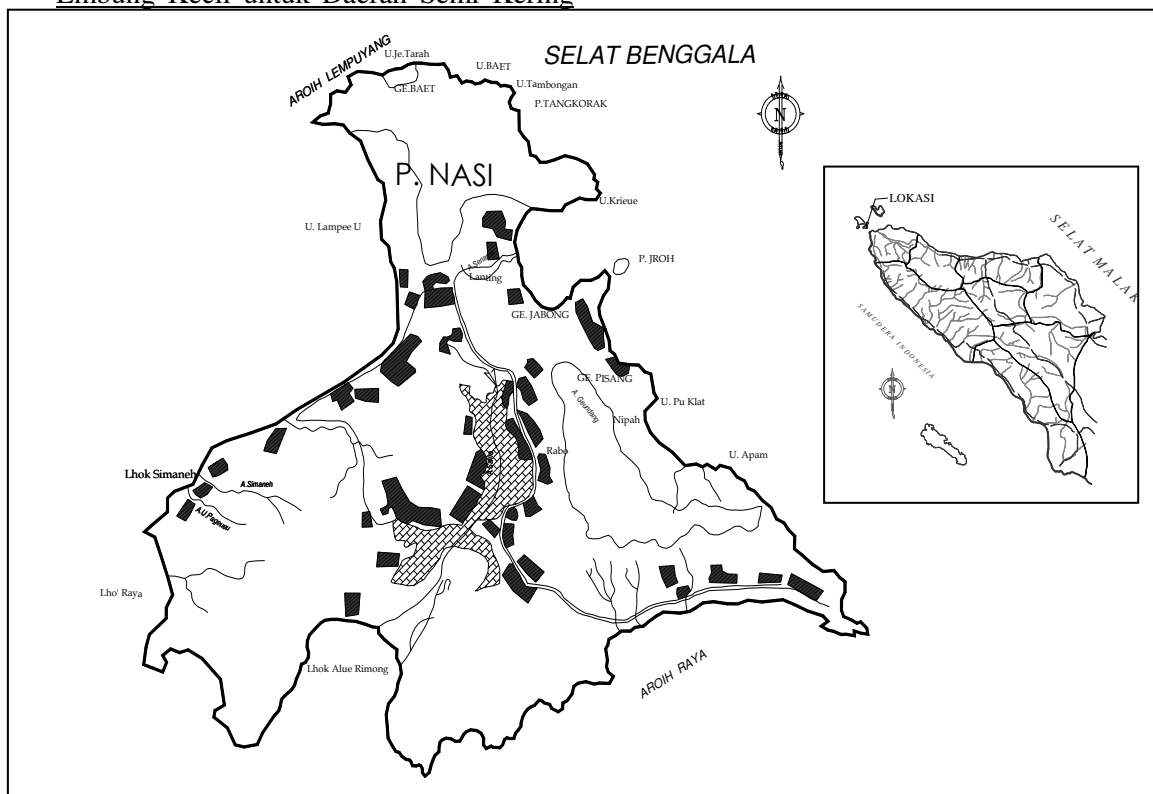 Embung Kecil untuk Daerah Semi Kering
SELAT BENGGALA
AROIH LEMPUYANG
U.Je.Tarah
U.BAET
GE.BAET
U.Tambongan
P.TANGKORAK
N
P. NASI
U.Krieue
LOKASI
U. Lampee U
SELAT MALAK
P. JROH
Lanting
GE. JABONG
SAMUDERA INDONESIA
GE. PISANG
N
A. Geundang
U. Pu Klat
Nipah
Rabo
U. Apam
Lhok Simaneh
A.Simaneh
Lho' Raya
Lhok Alue Rimong
AROIH RAYA